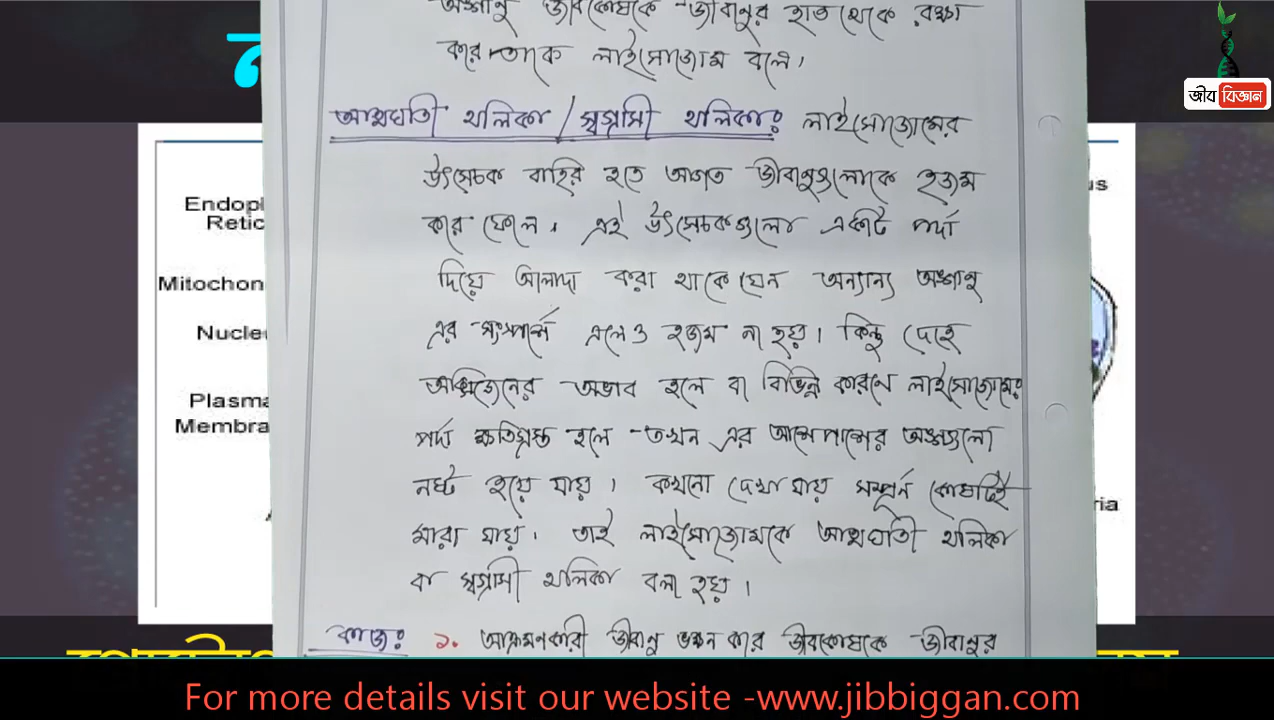 অঙ্গাণু জীবকোষকে জীবাণুর হাত থেকে রক্ষা
করে তাকে লাইসোজোম বলে।
আত্মঘাতী থলিকা / স্বগ্রাসী থলিকাঃ লাইসোজোমের
উৎসেচক বাহির হতে আগত জীবাণুগুলোকে হজম
করে ফেলে। এই উৎসেচকগুলো একটি পর্দা
দিয়ে আলাদা করা থাকে যেন অন্যান্য অঙ্গাণু
এর সংস্পর্শে এলেও হজম না হয়। কিন্তু দেহে
অক্সিজেনের অভাব হলে বা বিভিন্ন কারণে লাইসোজোমের
পর্দা ক্ষতিগ্রস্ত হলে তখন এর আশেপাশের অঙ্গগুলো
নষ্ট হয়ে যায়। কখনো দেখা যায় সম্পূর্ন কোষটিই
মারা যায়। তাই লাইসোজোমকে আত্মঘাতী থলিকা
বা স্বগ্রাসী থলিকা বলা হয়।
কাজঃ ১. আক্রমণকারী জীবাণু ভক্ষন করে জীবকোষকে জীবাণুর
জীব বিজ্ঞান
Endopl
Retic
Mitochon
Nucle
Plasma
Membra
For more details visit our website -www.jibbiggan.com